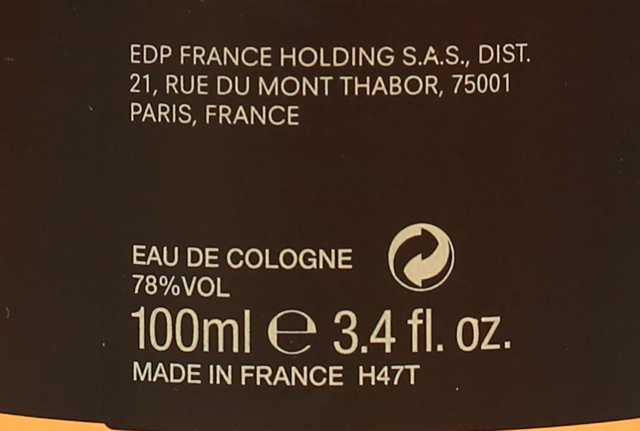 EDP FRANCE HOLDING S.A.S., DIST.
21, RUE DU MONT THABOR, 75001
PARIS, FRANCE
EAU DE COLOGNE
78%VOL
100ml ℮ 3.4 fl. oz.
MADE IN FRANCE H47T